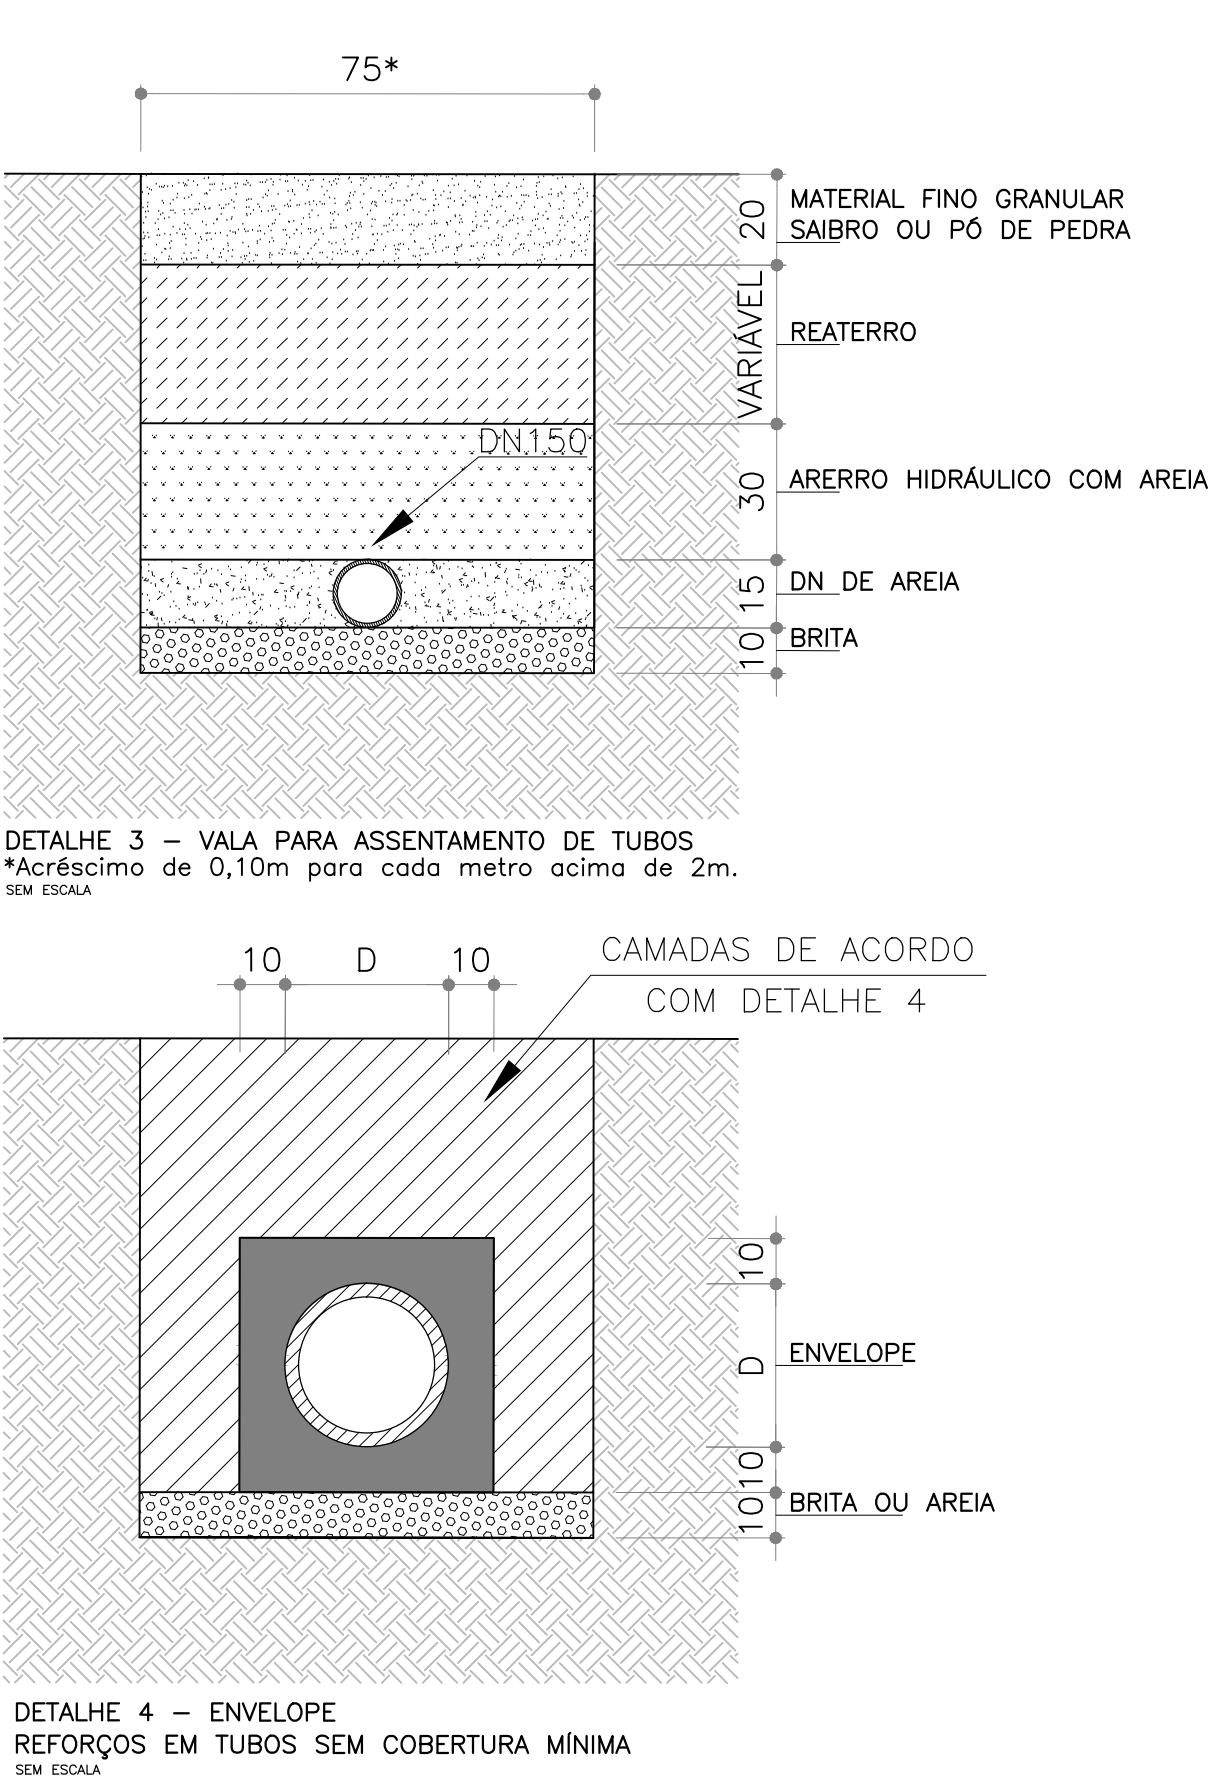 75*
20
MATERIAL FINO GRANULAR
SAIBRO OU PÓ DE PEDRA
VARIÁVEL
REATERRO
DN150
30
ARERRO HIDRÁULICO COM AREIA
15
DN DE AREIA
10
BRITA
DETALHE 3 – VALA PARA ASSENTAMENTO DE TUBOS
*Acréscimo de 0,10m para cada metro acima de 2m.
SEM ESCALA
10 D 10
CAMADAS DE ACORDO
COM DETALHE 4
10
D
ENVELOPE
10
10
BRITA OU AREIA
DETALHE 4 – ENVELOPE
REFORÇOS EM TUBOS SEM COBERTURA MÍNIMA
SEM ESCALA